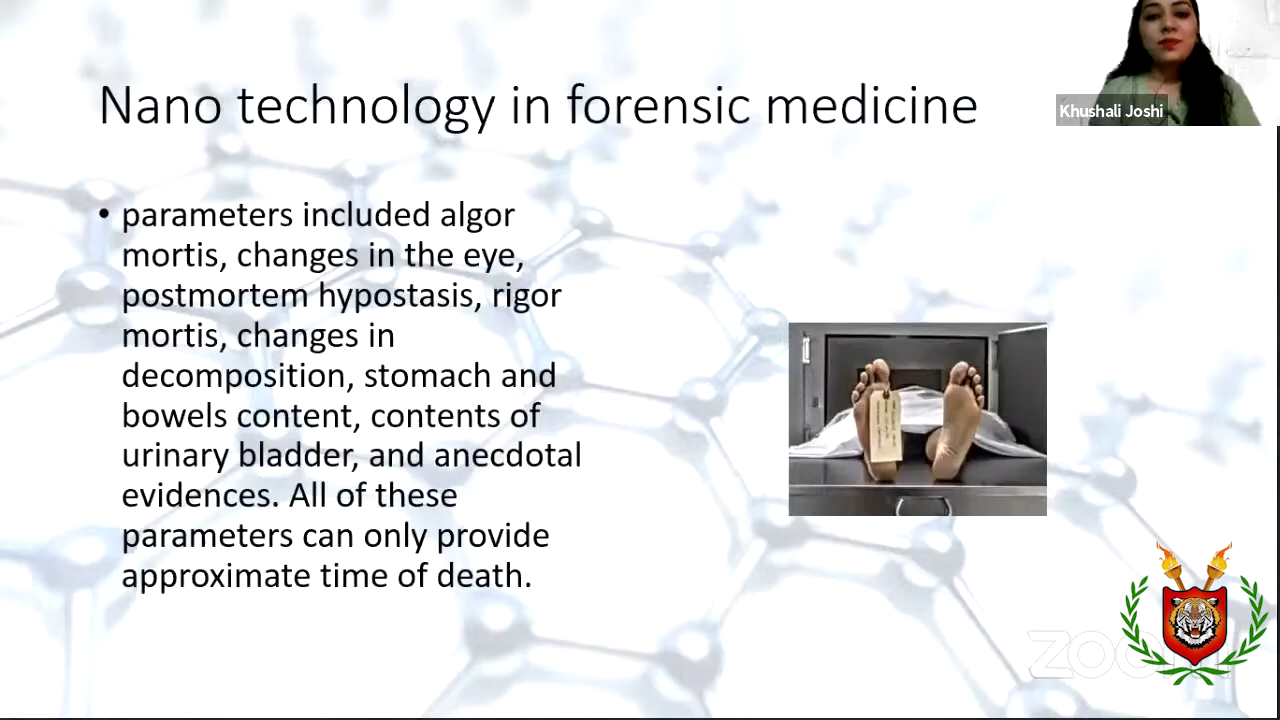 Nano technology in forensic medicine
Khushali Joshi
• parameters included algor
mortis, changes in the eye,
postmortem hypostasis, rigor
mortis, changes in
decomposition, stomach and
bowels content, contents of
urinary bladder, and anecdotal
evidences. All of these
parameters can only provide
approximate time of death.
zoom